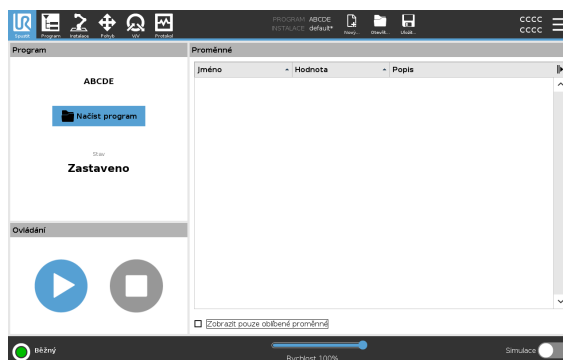 UR
PROGRAM ABCDE
INSTALACE default*
CCCC
CCCC
Spustit Program Instalace Pohyb V/V Protokol
Nový... Otevřít... Uložit...
Program
Proměnné
ABCDE
Načíst program
Stav
Zastaveno
Jméno Hodnota Popis
Ovládání
Zobrazit pouze oblíbené proměnné
Běžný
Rychlost 100%
Simulace